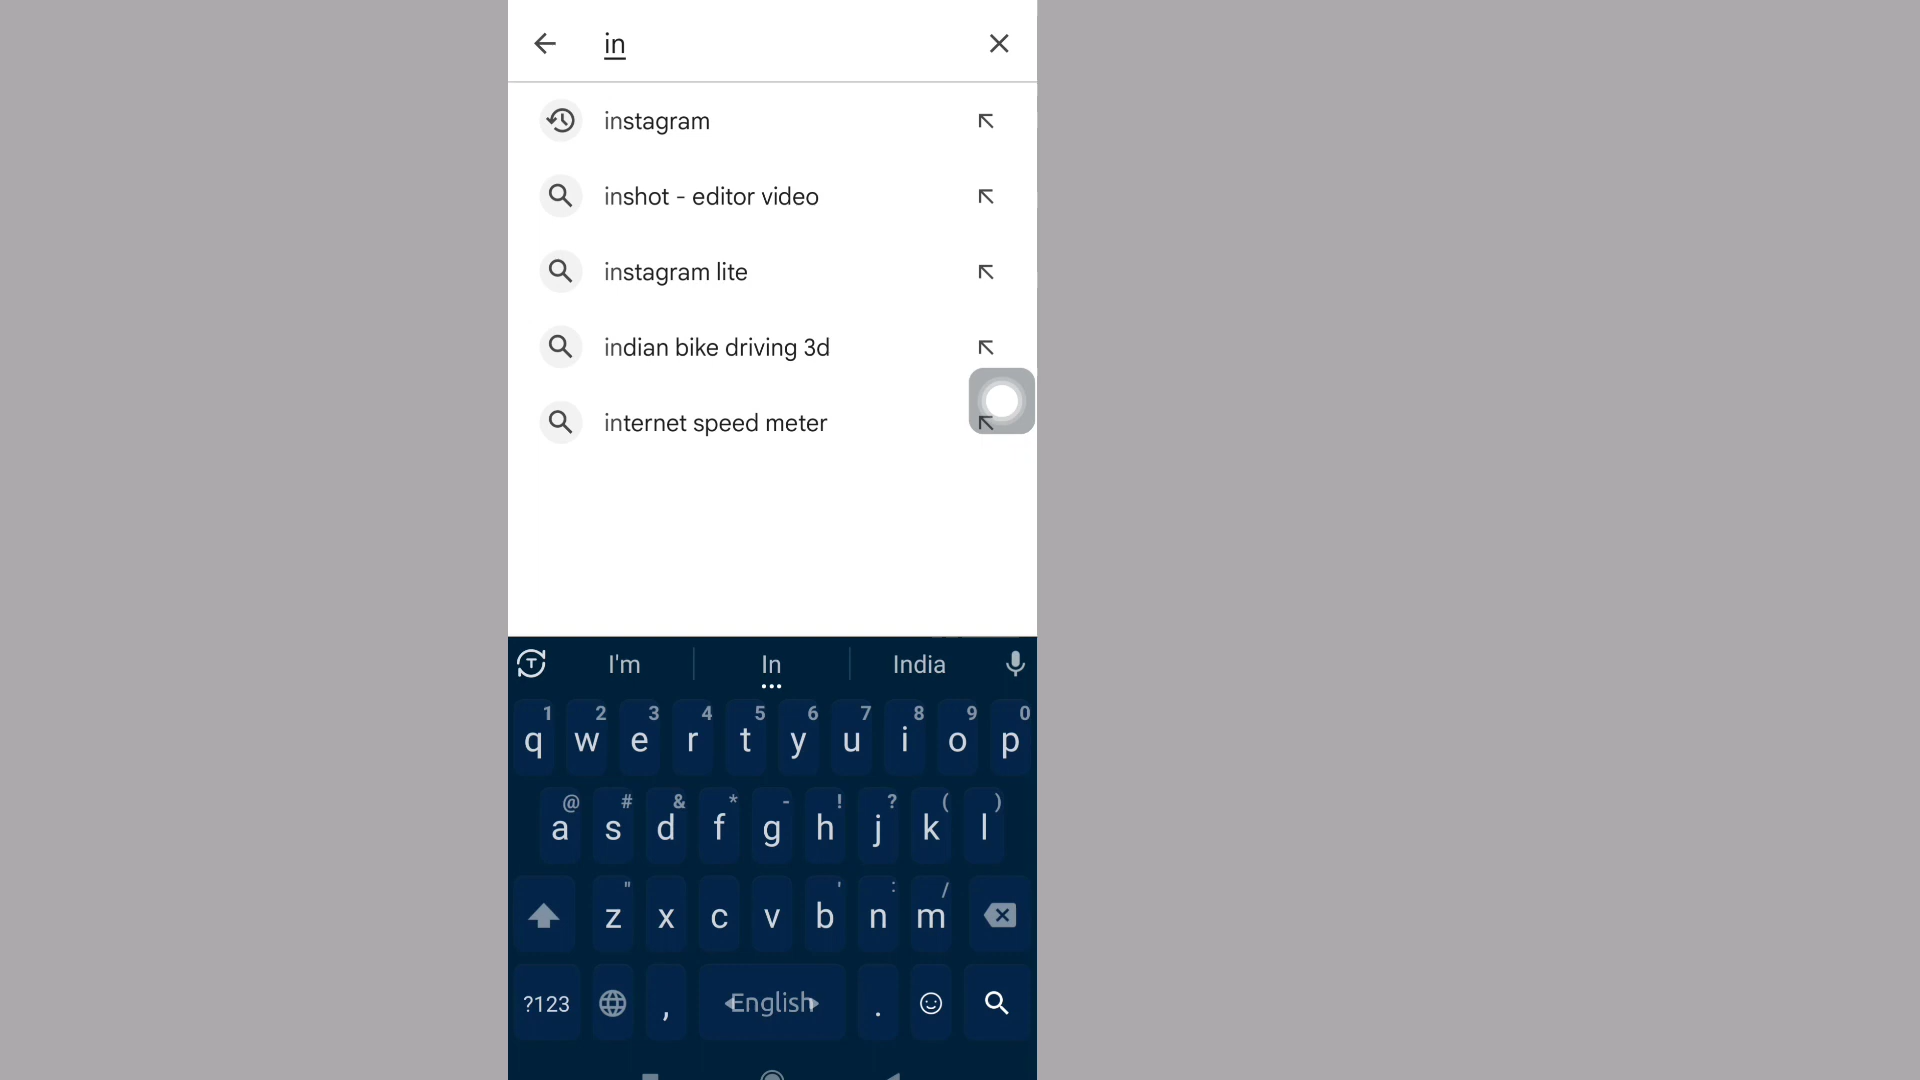 in
instagram
inshot - editor video
instagram lite
indian bike driving 3d
internet speed meter
I'm In India
1 2 3 4 5 6 7 8 9 0
q w e r t y u i o p
@ # & * - ! ? ( )
a s d f g h j k l
" ' : /
z x c v b n m
?123 , English .